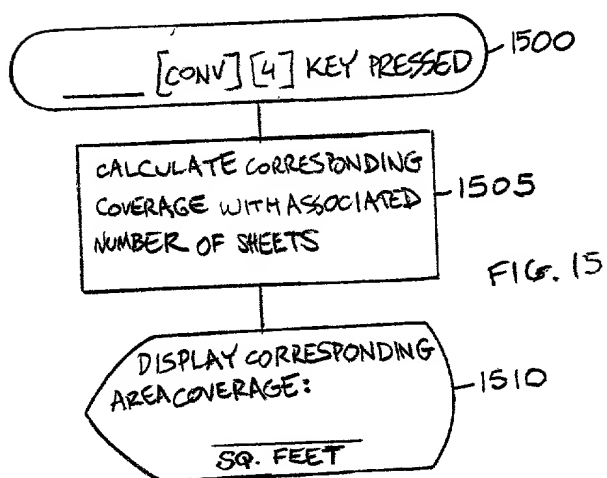 ____ [CONV] [4] KEY PRESSED
1500
CALCULATE CORRESPONDING
COVERAGE WITH ASSOCIATED
NUMBER OF SHEETS
1505
FIG. 15
DISPLAY CORRESPONDING
AREA COVERAGE:
1510
SQ. FEET